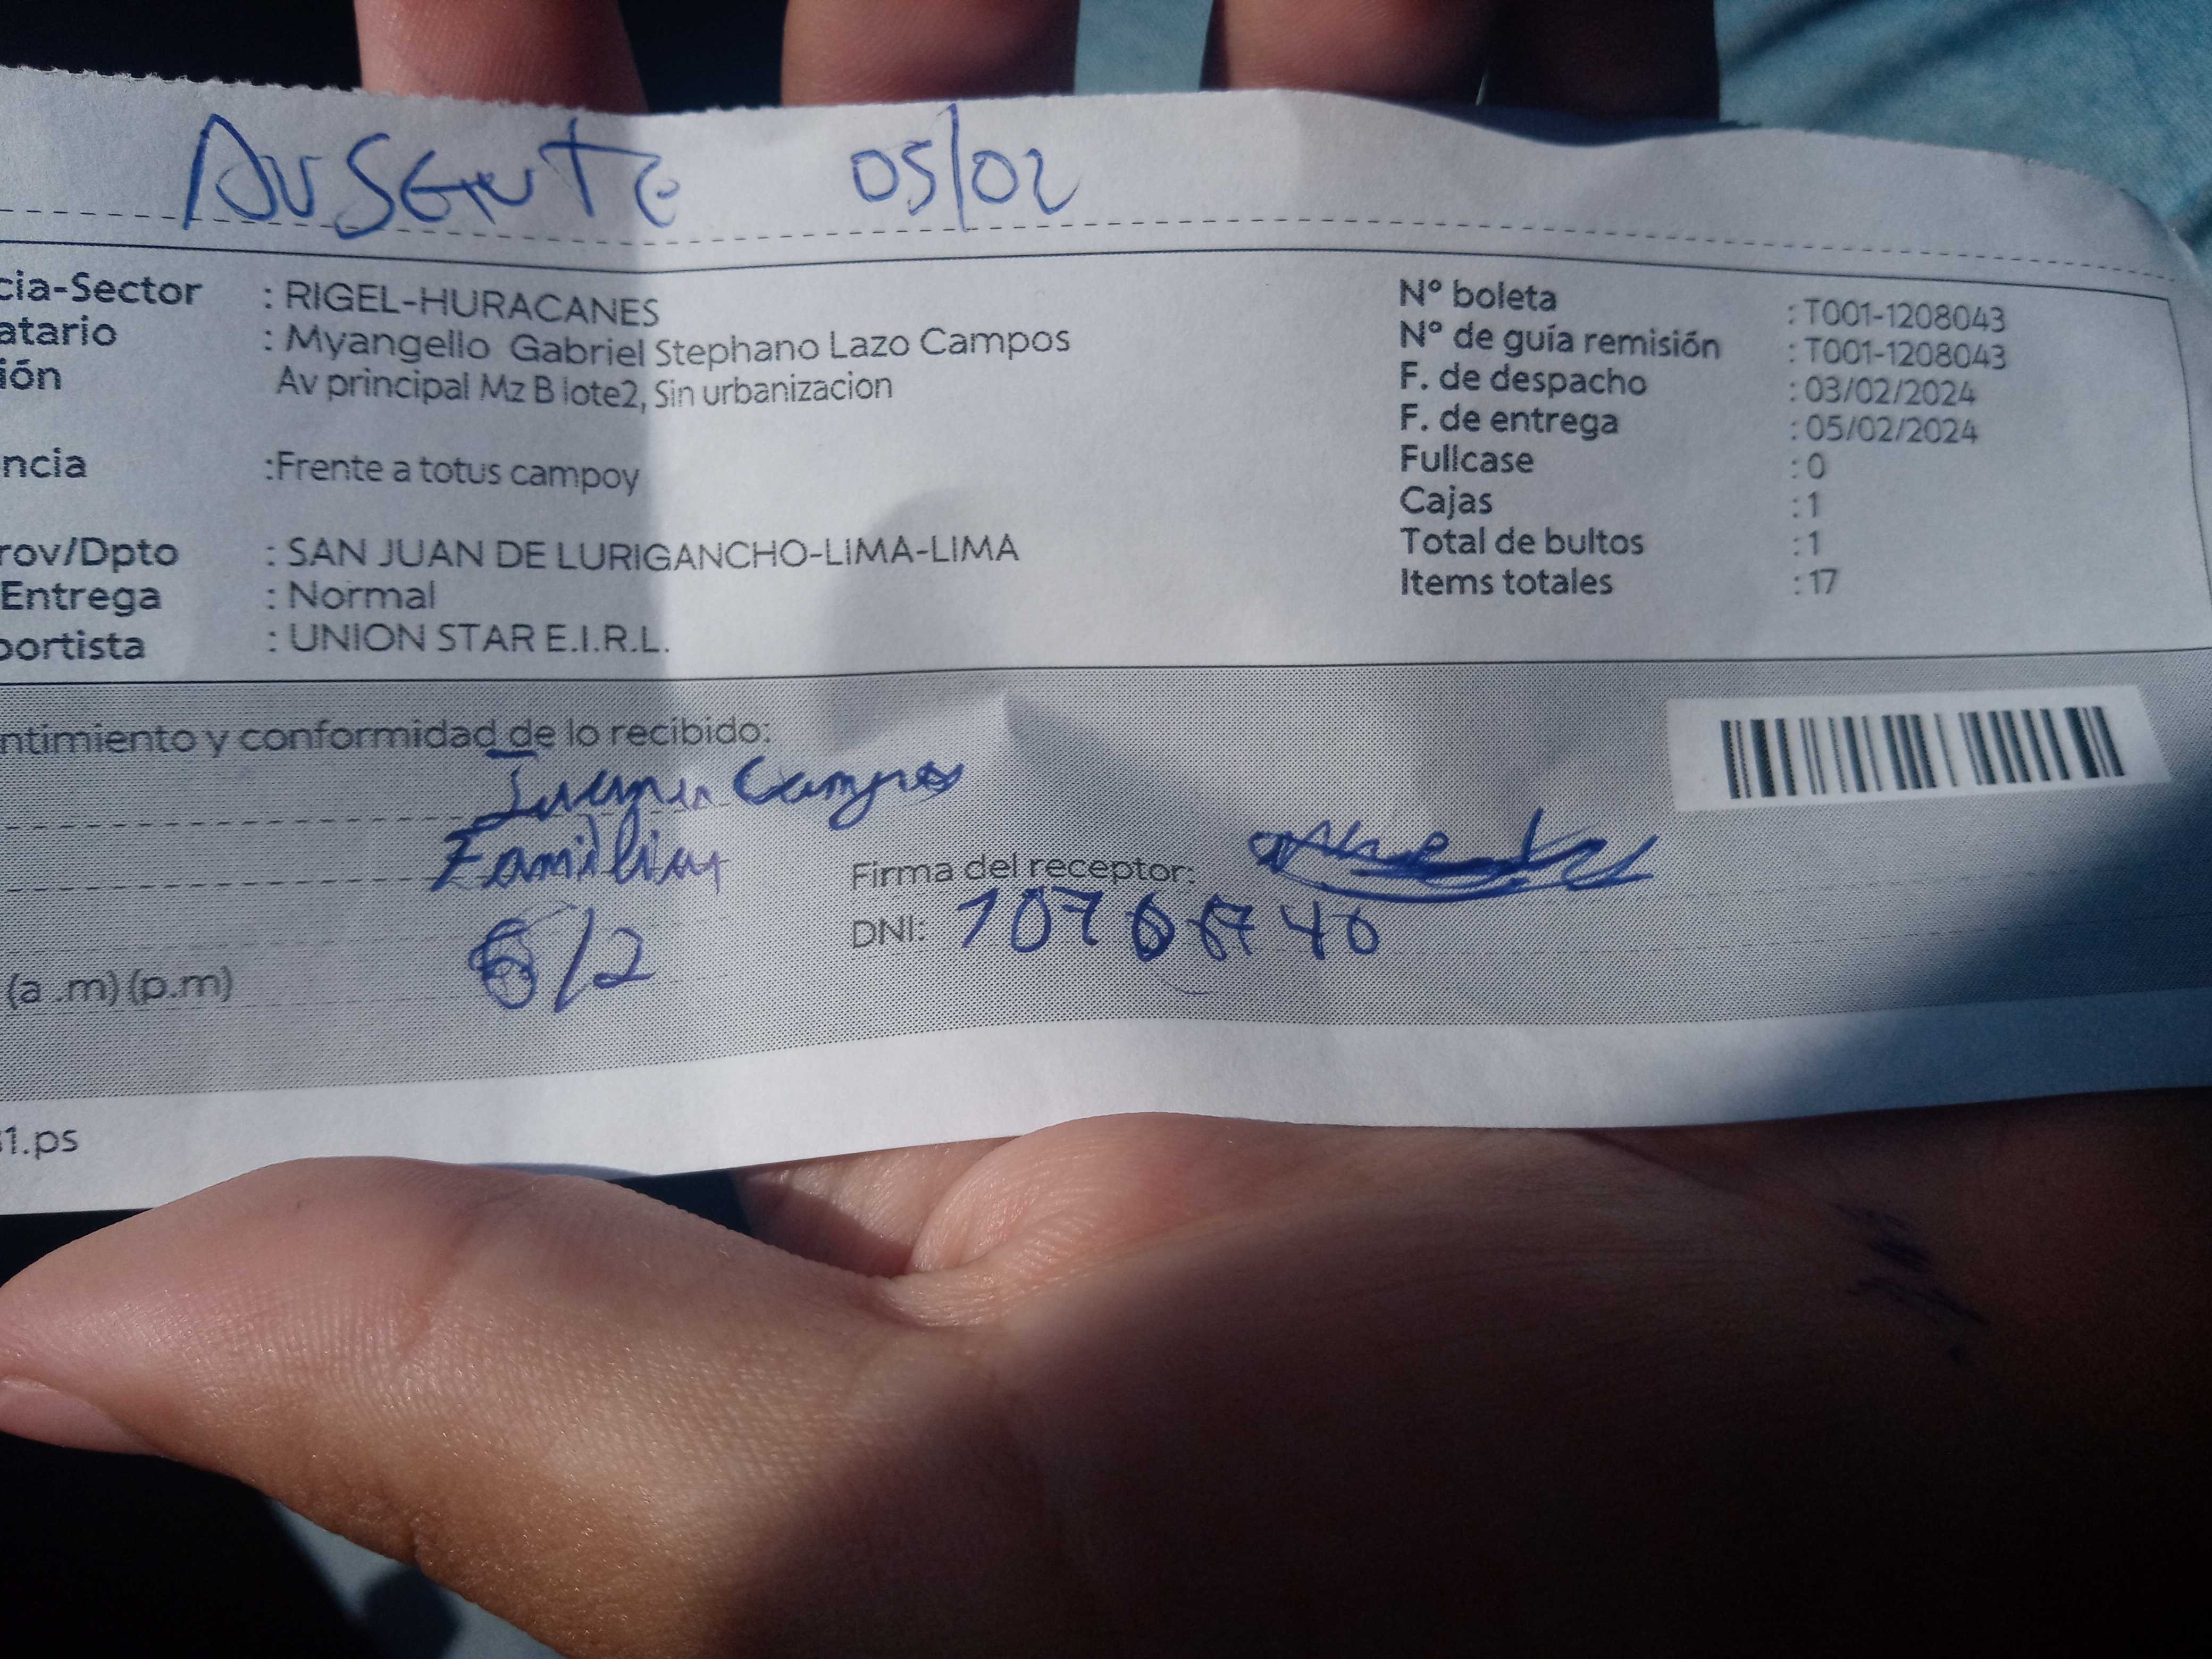 AUSENTE 05/02
cia-Sector : RIGEL-HURACANES
atario : Myangello Gabriel Stephano Lazo Campos
ión Av principal Mz B lote2, Sin urbanizacion
ncia :Frente a totus campoy
rov/Dpto : SAN JUAN DE LURIGANCHO-LIMA-LIMA
Entrega : Normal
portista : UNION STAR E.I.R.L.
N° boleta : T001-1208043
N° de guía remisión : T001-1208043
F. de despacho : 03/02/2024
F. de entrega : 05/02/2024
Fullcase : 0
Cajas : 1
Total de bultos : 1
Items totales : 17
ntimiento y conformidad de lo recibido:
Campos
Familiar
Firma del receptor:
6/2
DNI:
(a .m) (p.m)
1.ps